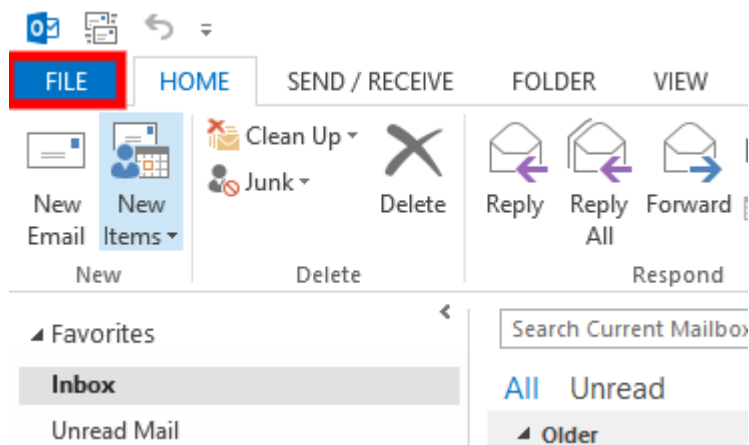 FILE HOME SEND / RECEIVE FOLDER VIEW
Clean Up
Junk
New Email
New Items
Delete
Reply
Reply All
Forward
New
Delete
Respond
Favorites
Search Current Mailbox
Inbox
All Unread
Unread Mail
Older